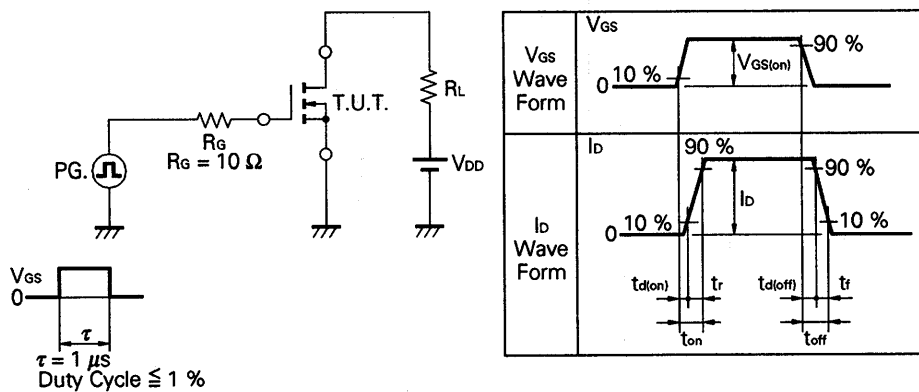 T.U.T.
RL
RG
RG = 10 Ω
PG.
VDD
VGS
0
τ
τ = 1 μs
Duty Cycle ≦ 1 %
VGS
Wave
Form
VGS
10 %
0
VGS(on)
90 %
ID
Wave
Form
ID
90 %
90 %
10 %
0
ID
10 %
td(on)
tr
td(off)
tf
ton
toff